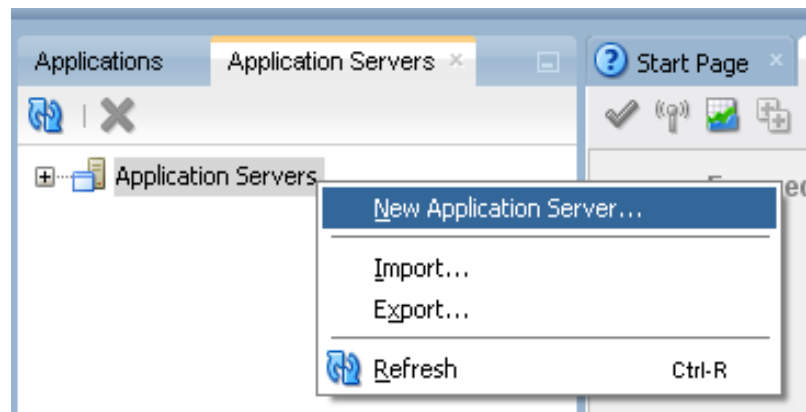 Applications
Application Servers
Start Page
Application Servers
New Application Server...
Import...
Export...
Refresh Ctrl-R